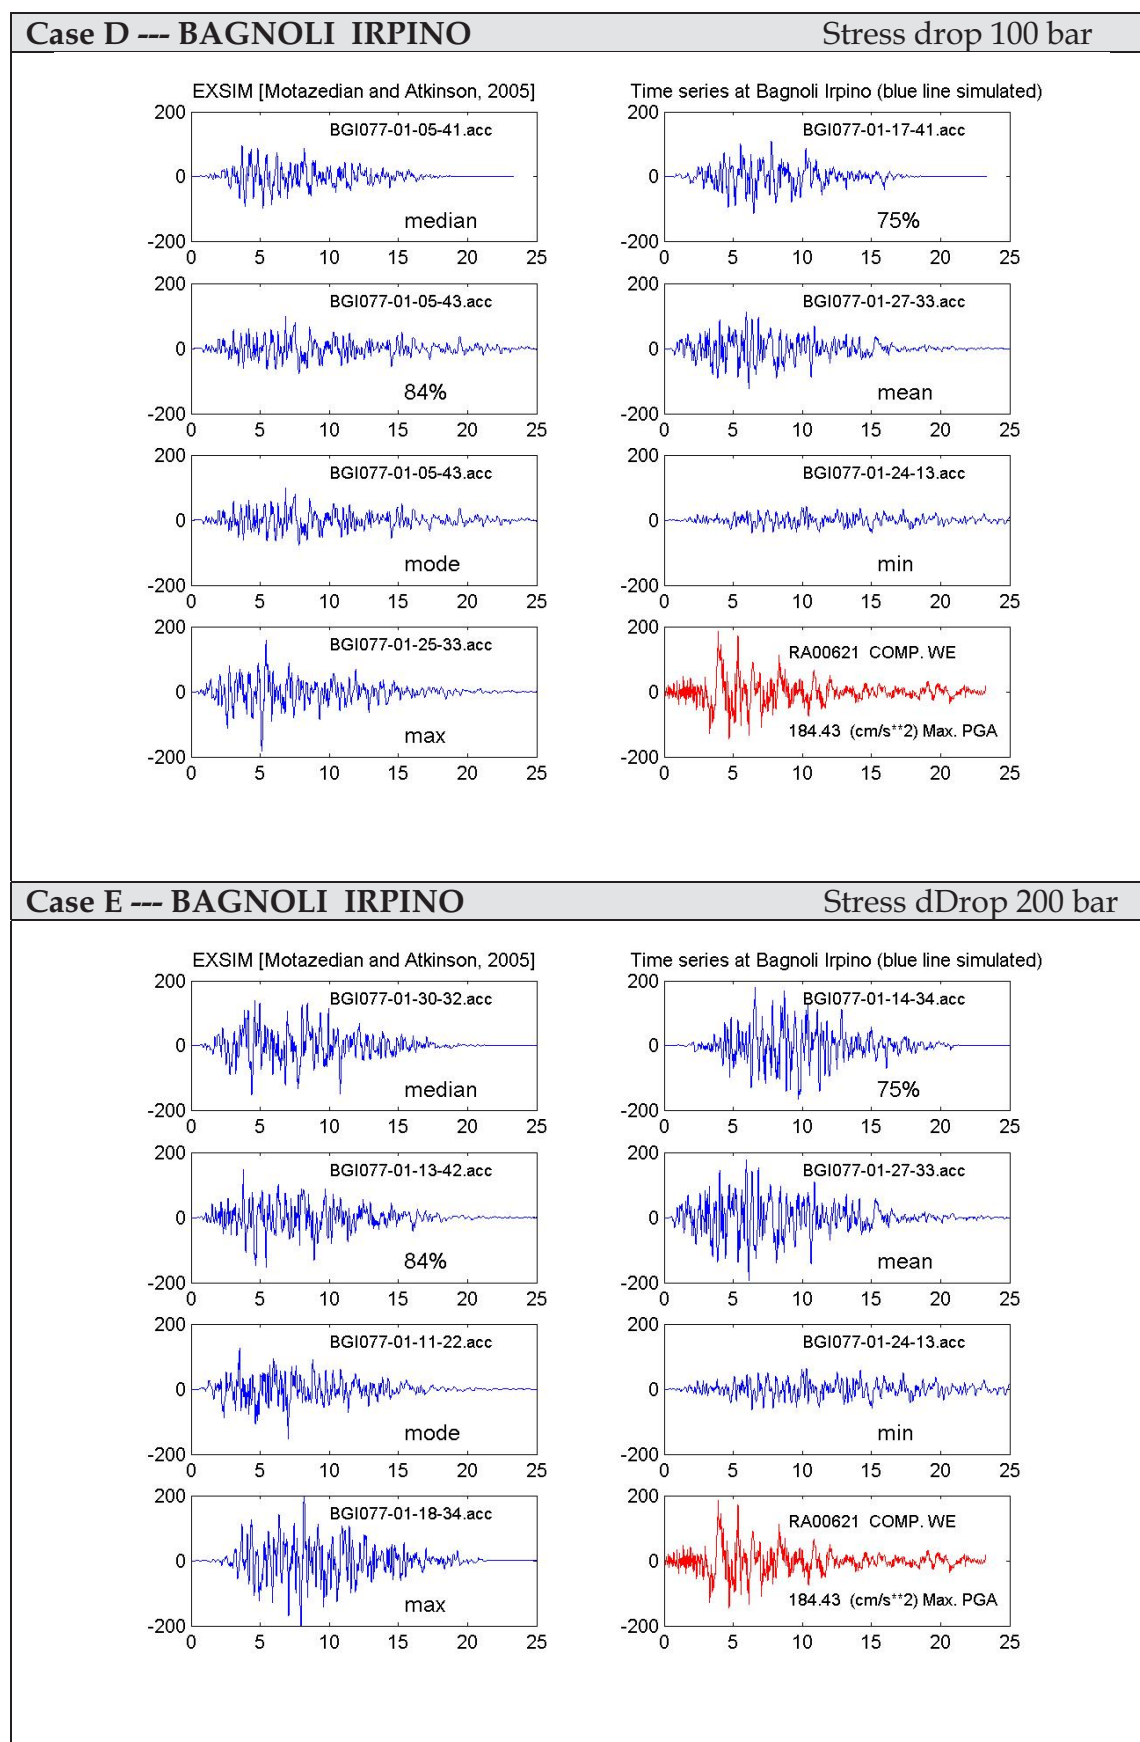 Case D --- BAGNOLI IRPINO Stress drop 100 bar
EXSIM [Motazedian and Atkinson, 2005] Time series at Bagnoli Irpino (blue line simulated)
200 200
BGI077-01-05-41.acc BGI077-01-17-41.acc
0 0
median 75%
-200 -200
0 5 10 15 20 25 0 5 10 15 20 25
200 200
BGI077-01-05-43.acc BGI077-01-27-33.acc
0 0
84% mean
-200 -200
0 5 10 15 20 25 0 5 10 15 20 25
200 200
BGI077-01-05-43.acc BGI077-01-24-13.acc
0 0
mode min
-200 -200
0 5 10 15 20 25 0 5 10 15 20 25
200 200
BGI077-01-25-33.acc RA00621 COMP. WE
0 0
max 184.43 (cm/s**2) Max. PGA
-200 -200
0 5 10 15 20 25 0 5 10 15 20 25
Case E --- BAGNOLI IRPINO Stress dDrop 200 bar
EXSIM [Motazedian and Atkinson, 2005] Time series at Bagnoli Irpino (blue line simulated)
200 200
BGI077-01-30-32.acc BGI077-01-14-34.acc
0 0
median 75%
-200 -200
0 5 10 15 20 25 0 5 10 15 20 25
200 200
BGI077-01-13-42.acc BGI077-01-27-33.acc
0 0
84% mean
-200 -200
0 5 10 15 20 25 0 5 10 15 20 25
200 200
BGI077-01-11-22.acc BGI077-01-24-13.acc
0 0
mode min
-200 -200
0 5 10 15 20 25 0 5 10 15 20 25
200 200
BGI077-01-18-34.acc RA00621 COMP. WE
0 0
max 184.43 (cm/s**2) Max. PGA
-200 -200
0 5 10 15 20 25 0 5 10 15 20 25